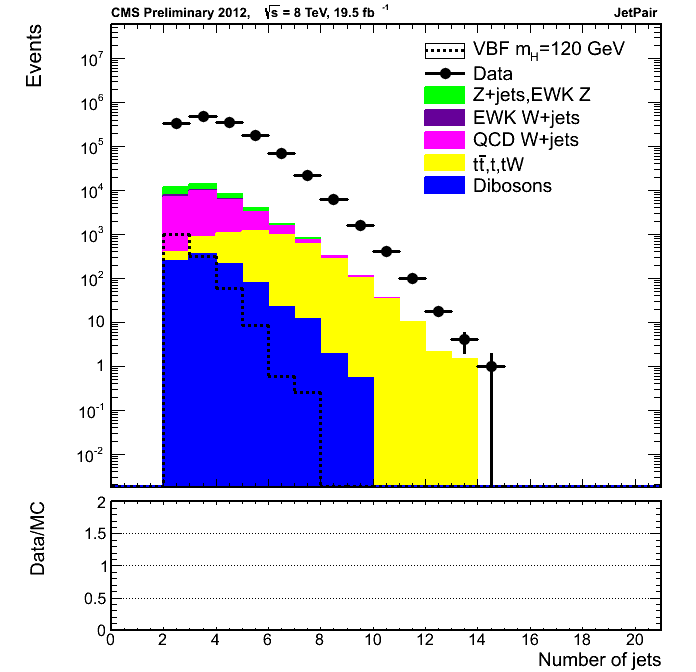 CMS Preliminary 2012, √s = 8 TeV, 19.5 fb⁻¹ JetPair
Events
10⁷
10⁶
10⁵
10⁴
10³
10²
10
1
10⁻¹
10⁻²
VBF m_H=120 GeV
Data
Z+jets,EWK Z
EWK W+jets
QCD W+jets
tt̅,t,tW
Dibosons
Data/MC
2
1.5
1
0.5
0
0 2 4 6 8 10 12 14 16 18 20
Number of jets